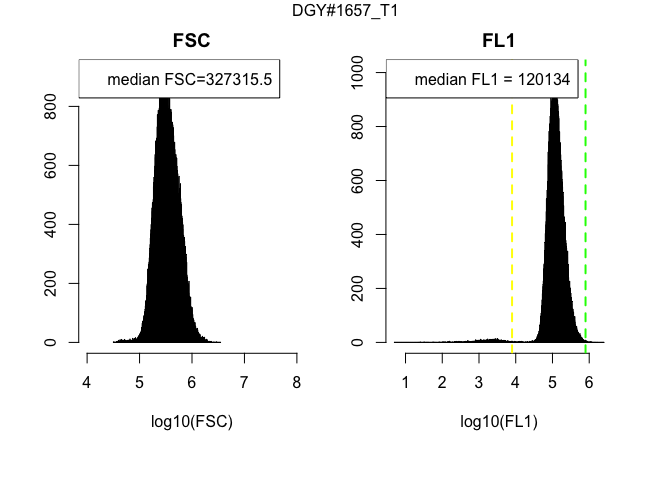 DGY#1657_T1
FSC
median FSC=327315.5
0 200 400 600 800
4 5 6 7 8
log10(FSC)
FL1
median FL1 = 120134
0 200 400 600 800 1000
1 2 3 4 5 6
log10(FL1)